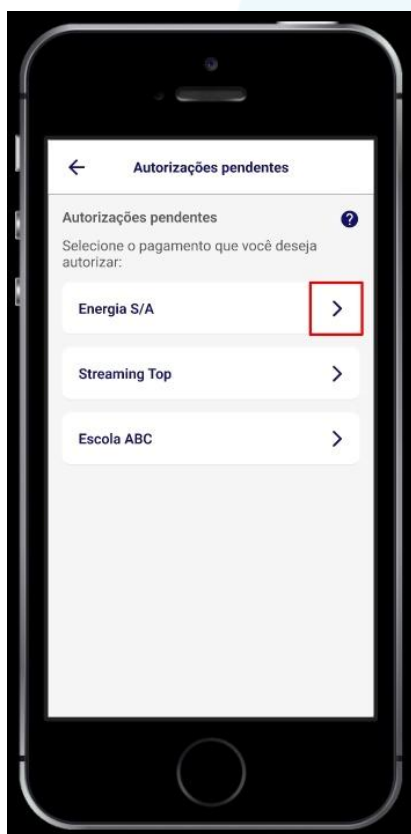 Autorizações pendentes
Autorizações pendentes
Selecione o pagamento que você deseja
autorizar:
Energia S/A
Streaming Top
Escola ABC